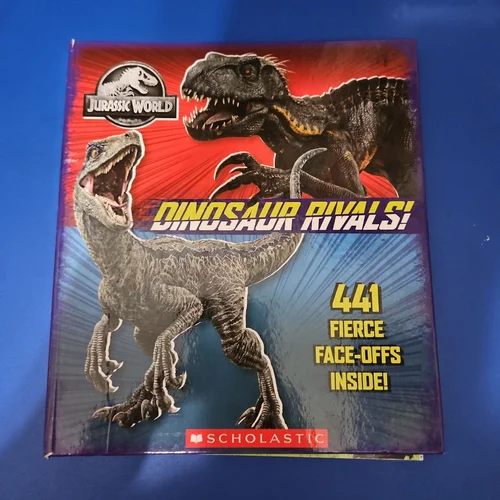 JURASSIC WORLD
DINOSAUR RIVALS!
441
FIERCE
FACE-OFFS
INSIDE!
SCHOLASTIC